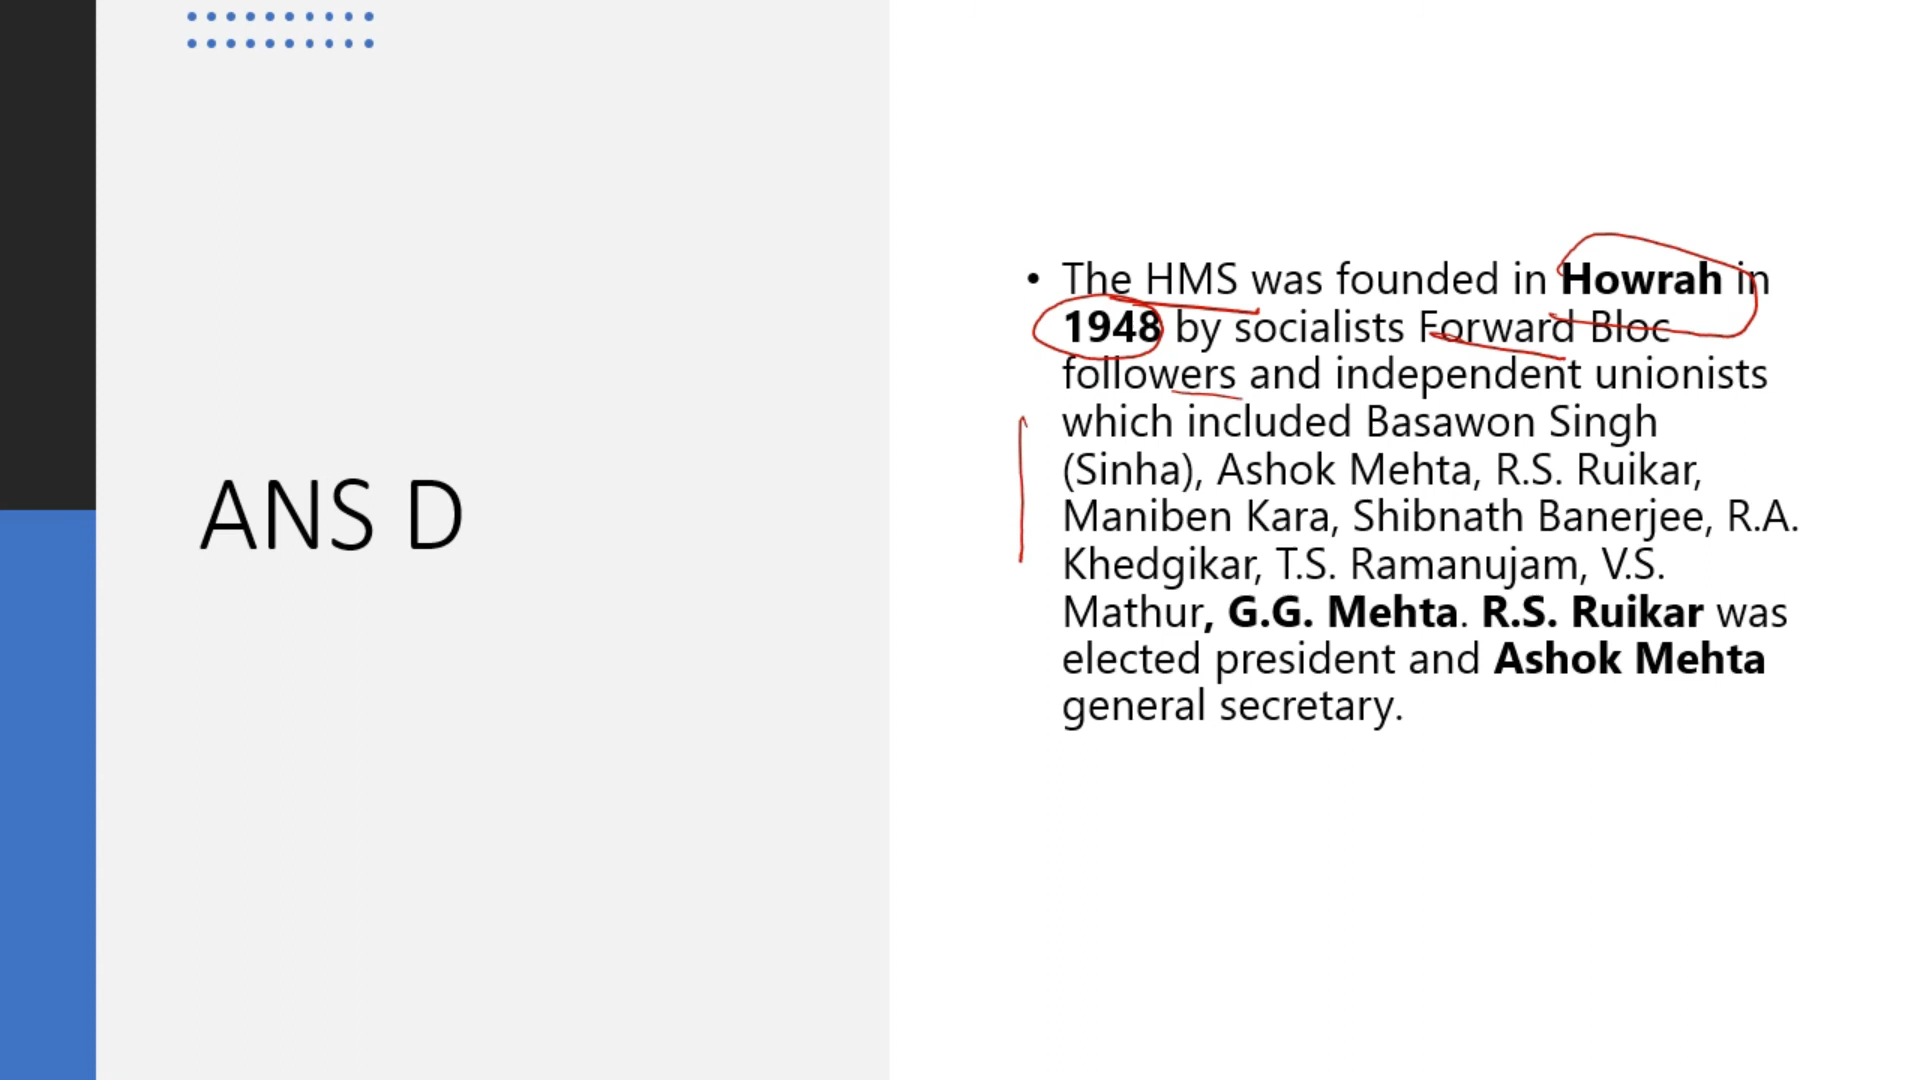 ANS D
• The HMS was founded in Howrah in
1948 by socialists Forward Bloc
followers and independent unionists
which included Basawon Singh
(Sinha), Ashok Mehta, R.S. Ruikar,
Maniben Kara, Shibnath Banerjee, R.A.
Khedgikar, T.S. Ramanujam, V.S.
Mathur, G.G. Mehta. R.S. Ruikar was
elected president and Ashok Mehta
general secretary.